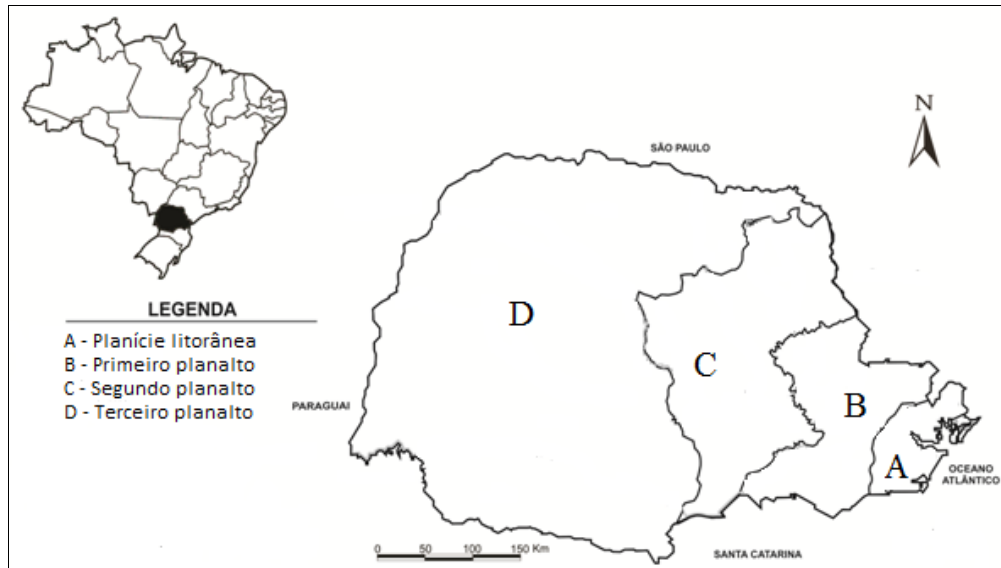 N
SÃO PAULO
LEGENDA
A - Planície litorânea
B - Primeiro planalto
C - Segundo planalto
D - Terceiro planalto
D
C
B
A
PARAGUAI
OCEANO
ATLÂNTICO
0 50 100 150 Km
SANTA CATARINA